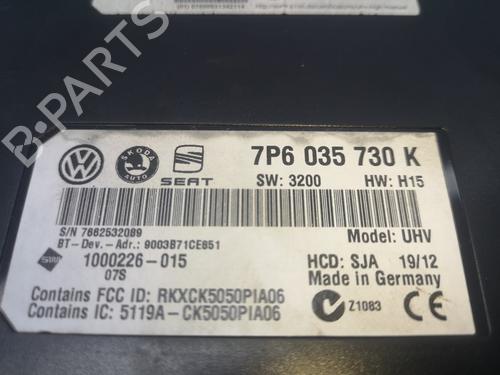 7P6 035 730 K
SKODA
AUTO
SEAT
SW: 3200 HW: H15
S/N 7662532089
BT-Dev.-Adr.: 9003B71CE851
Model: UHV
1000226-015
07S
HCD: SJA 19/12
Made in Germany
Contains FCC ID: RKXCK5050PIA06
Contains IC: 5119A-CK5050PIA06
Z1083
CE
B-PARTS